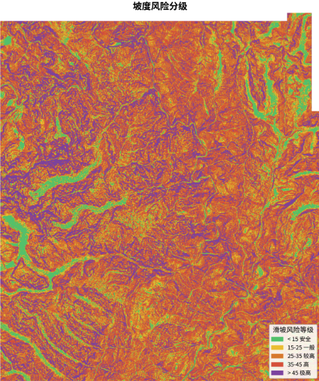 坡度风险分级
滑坡风险等级
< 15 安全
15-25 一般
25-35 较高
35-45 高
> 45 极高